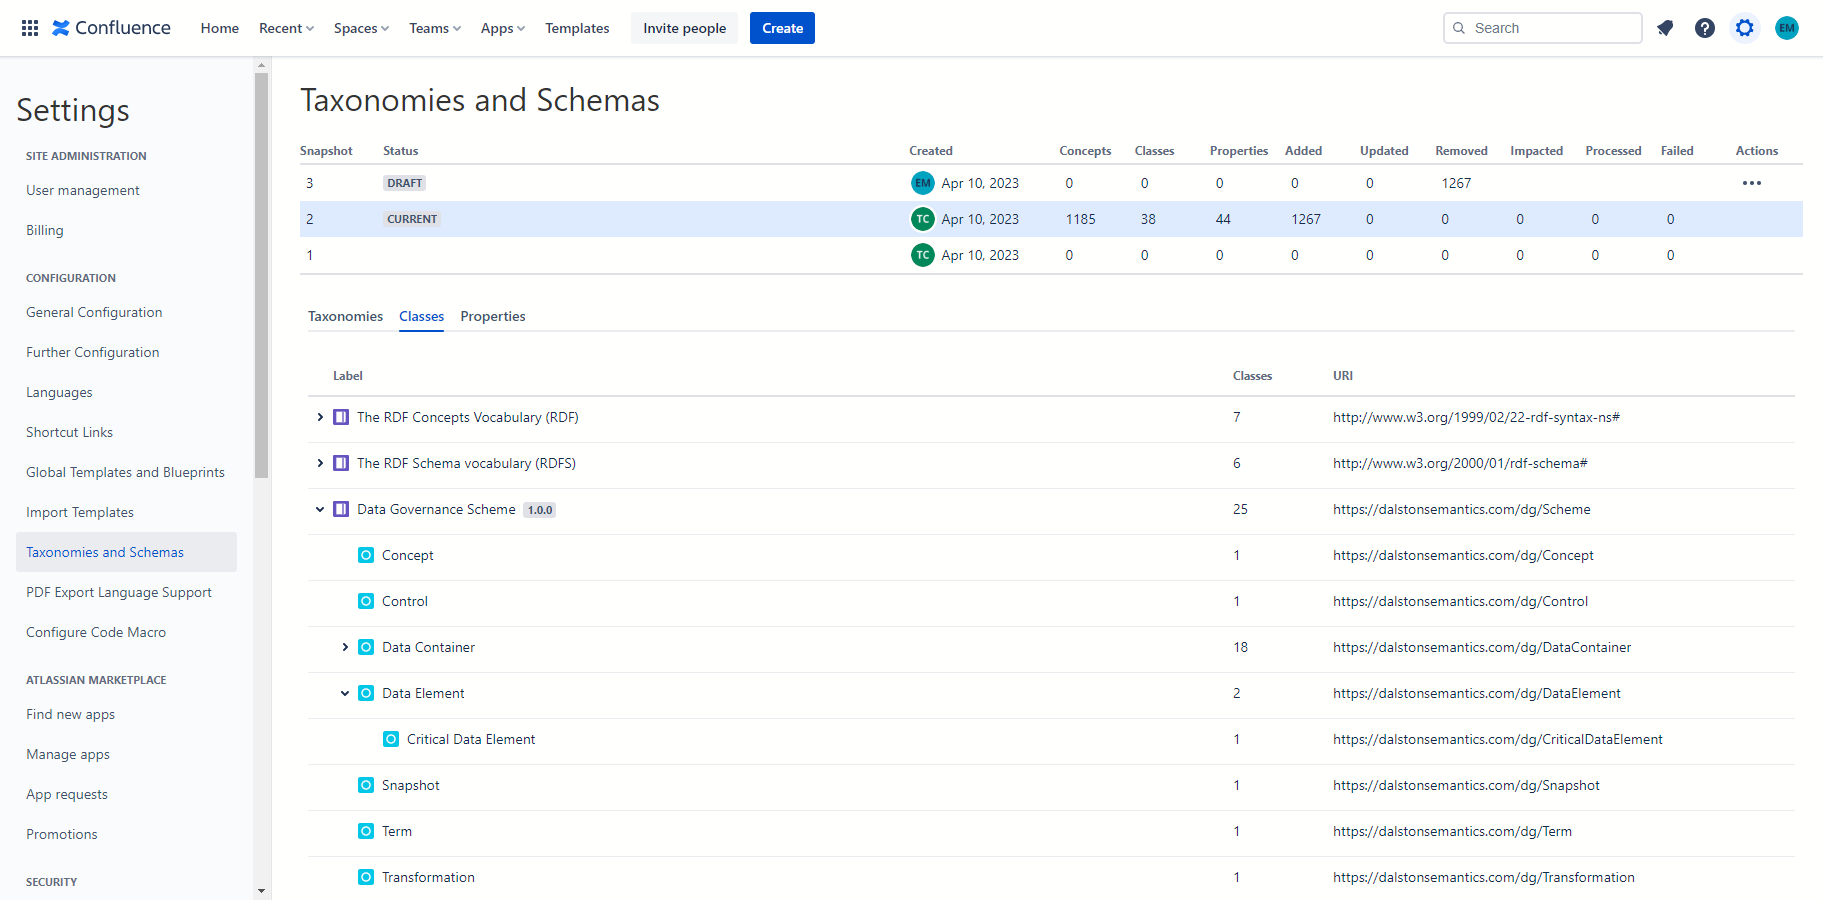 Confluence Home Recent Spaces Teams Apps Templates Invite people Create Search EM
Settings
SITE ADMINISTRATION
User management
Billing
CONFIGURATION
General Configuration
Further Configuration
Languages
Shortcut Links
Global Templates and Blueprints
Import Templates
Taxonomies and Schemas
PDF Export Language Support
Configure Code Macro
ATLASSIAN MARKETPLACE
Find new apps
Manage apps
App requests
Promotions
SECURITY
Taxonomies and Schemas
Snapshot Status Created Concepts Classes Properties Added Updated Removed Impacted Processed Failed Actions
3 DRAFT EM Apr 10, 2023 0 0 0 0 0 1267
2 CURRENT TC Apr 10, 2023 1185 38 44 1267 0 0 0 0 0
1 TC Apr 10, 2023 0 0 0 0 0 0 0 0 0
Taxonomies Classes Properties
Label Classes URI
The RDF Concepts Vocabulary (RDF) 7 http://www.w3.org/1999/02/22-rdf-syntax-ns#
The RDF Schema vocabulary (RDFS) 6 http://www.w3.org/2000/01/rdf-schema#
Data Governance Scheme 1.0.0 25 https://dalstonsemantics.com/dg/Scheme
Concept 1 https://dalstonsemantics.com/dg/Concept
Control 1 https://dalstonsemantics.com/dg/Control
Data Container 18 https://dalstonsemantics.com/dg/DataContainer
Data Element 2 https://dalstonsemantics.com/dg/DataElement
Critical Data Element 1 https://dalstonsemantics.com/dg/CriticalDataElement
Snapshot 1 https://dalstonsemantics.com/dg/Snapshot
Term 1 https://dalstonsemantics.com/dg/Term
Transformation 1 https://dalstonsemantics.com/dg/Transformation